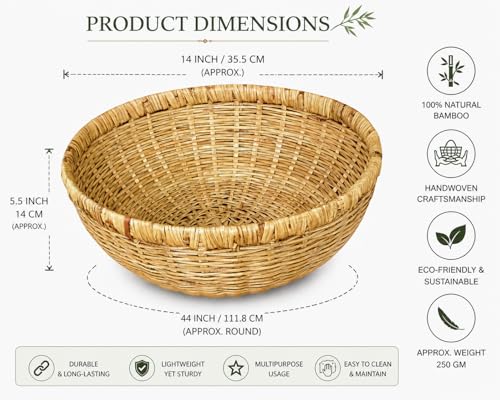 PRODUCT DIMENSIONS
14 INCH / 35.5 CM
(APPROX.)
5.5 INCH
14 CM
(APPROX.)
44 INCH / 111.8 CM
(APPROX. ROUND)
100% NATURAL
BAMBOO
HANDWOVEN
CRAFTSMANSHIP
ECO-FRIENDLY &
SUSTAINABLE
APPROX. WEIGHT
250 GM
DURABLE
& LONG-LASTING
LIGHTWEIGHT
YET STURDY
MULTIPURPOSE
USAGE
EASY TO CLEAN
& MAINTAIN